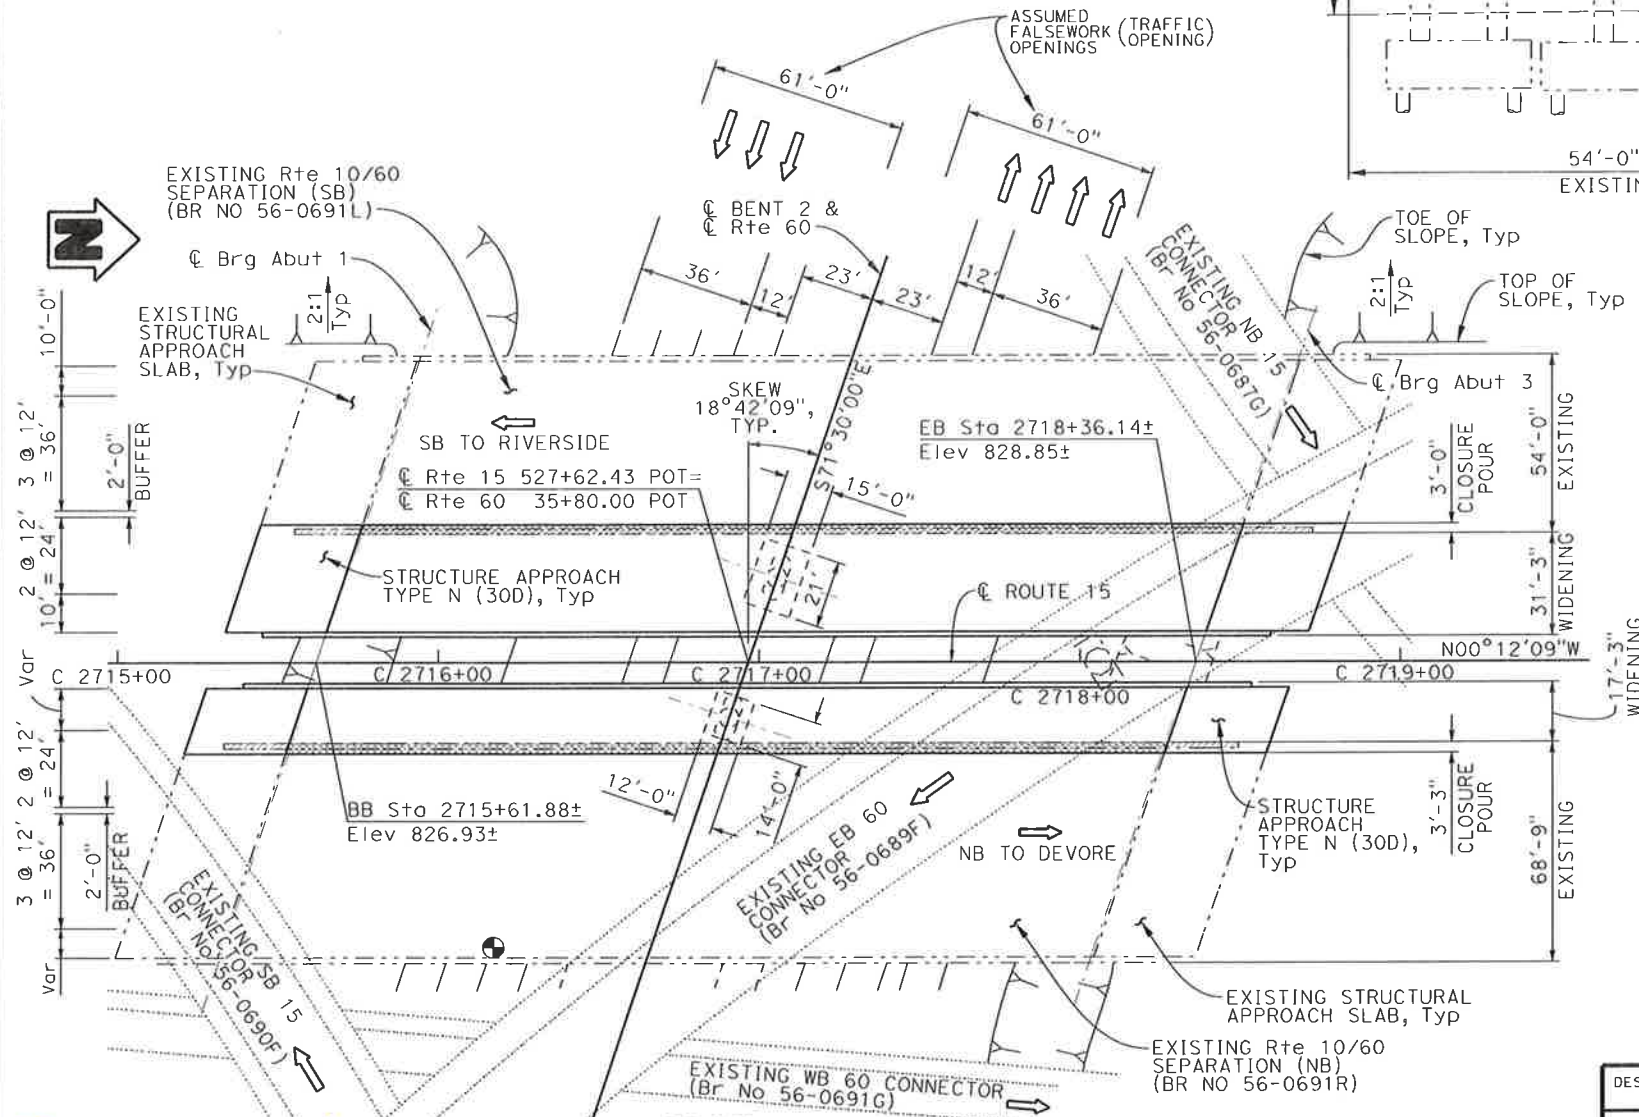 ASSUMED
FALSEWORK (TRAFFIC)
OPENINGS (OPENING)
61'-0"
61'-0"
54'-0"
EXISTIN
EXISTING Rte 10/60
SEPARATION (SB)
(BR NO 56-0691L)
N
℄ Brg Abut 1
℄ BENT 2 &
℄ Rte 60
36'
12'
23'
23'
12'
36'
EXISTING NB 15
CONNECTOR
(Br No 56-0687G)
TOE OF
SLOPE, Typ
2:1
Typ
TOP OF
SLOPE, Typ
2:1
Typ
EXISTING
STRUCTURAL
APPROACH
SLAB, Typ
10'-0"
3 @ 12'
= 36'
2'-0"
BUFFER
2 @ 12'
= 24'
10'
SB TO RIVERSIDE
SKEW
18°42'09",
TYP.
S71°30'00"E
℄ Brg Abut 3
EB Sta 2718+36.14±
Elev 828.85±
℄ Rte 15 527+62.43 POT=
℄ Rte 60 35+80.00 POT
15'-0"
3'-0"
CLOSURE
POUR
54'-0"
EXISTING
STRUCTURE APPROACH
TYPE N (30D), Typ
21'
℄ ROUTE 15
31'-3"
WIDENING
N00°12'09"W
C 2715+00
C 2716+00
C 2717+00
C 2718+00
C 2719+00
17'-3"
WIDENING
Var
2 @ 12'
= 24'
3 @ 12'
= 36'
2'-0"
BUFFER
Var
12'-0"
14'-0"
BB Sta 2715+61.88±
Elev 826.93±
EXISTING EB 60
CONNECTOR
(Br No 56-0689F)
NB TO DEVORE
STRUCTURE
APPROACH
TYPE N (30D),
Typ
3'-3"
CLOSURE
POUR
68'-9"
EXISTING
EXISTING SB 15
CONNECTOR
(Br No 56-0690F)
EXISTING STRUCTURAL
APPROACH SLAB, Typ
EXISTING Rte 10/60
SEPARATION (NB)
(BR NO 56-0691R)
EXISTING WB 60 CONNECTOR
(Br No 56-0691G)
DES